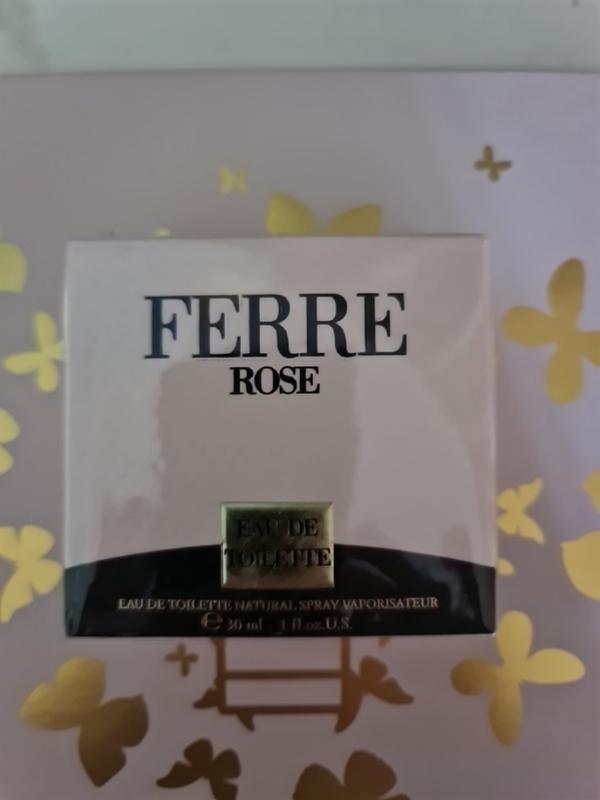 FERRE
ROSE
EAU DE
TOILETTE
EAU DE TOILETTE NATURAL SPRAY VAPORISATEUR
℮ 30 ml 1 fl.oz.U.S.